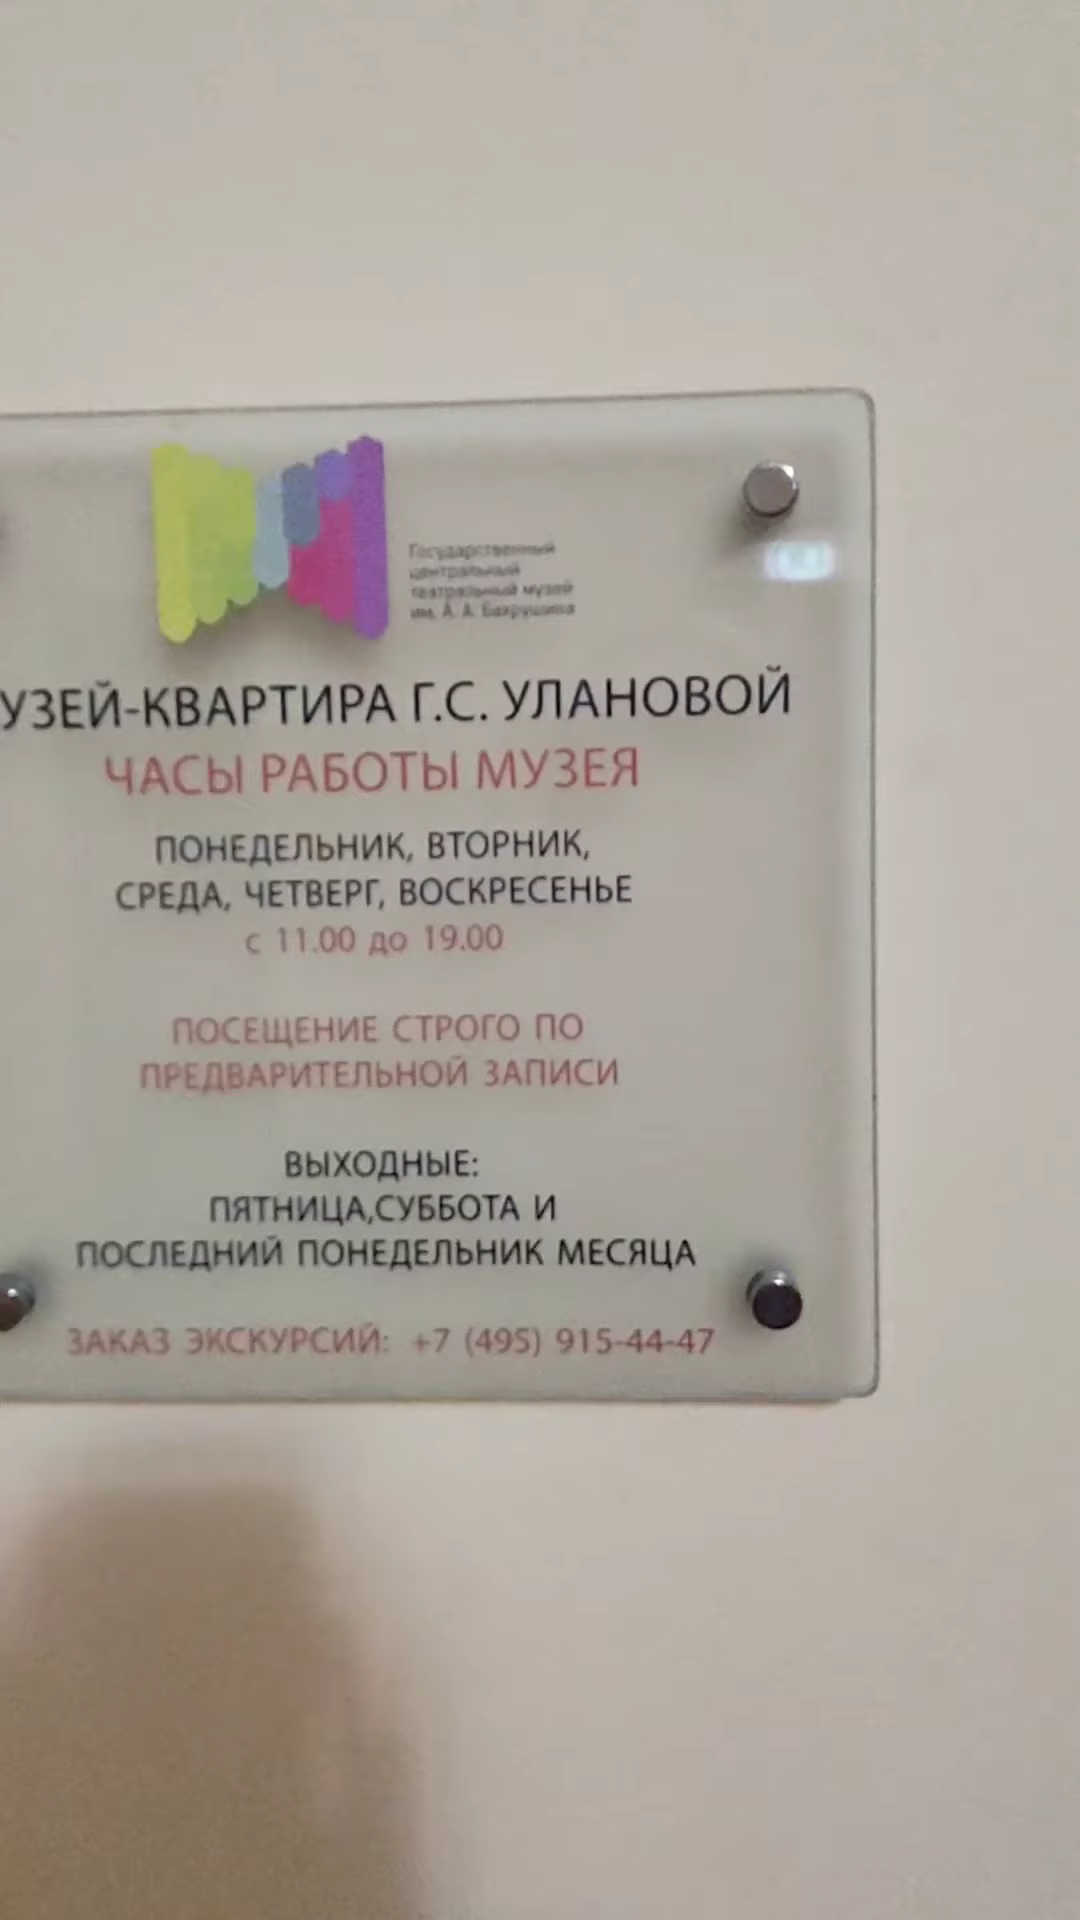 Государственный
центральный
театральный музей
им. А. А. Бахрушина
УЗЕЙ-КВАРТИРА Г.С. УЛАНОВОЙ
ЧАСЫ РАБОТЫ МУЗЕЯ
ПОНЕДЕЛЬНИК, ВТОРНИК,
СРЕДА, ЧЕТВЕРГ, ВОСКРЕСЕНЬЕ
с 11.00 до 19.00
ПОСЕЩЕНИЕ СТРОГО ПО
ПРЕДВАРИТЕЛЬНОЙ ЗАПИСИ
ВЫХОДНЫЕ:
ПЯТНИЦА,СУББОТА И
ПОСЛЕДНИЙ ПОНЕДЕЛЬНИК МЕСЯЦА
ЗАКАЗ ЭКСКУРСИЙ: +7 (495) 915-44-47